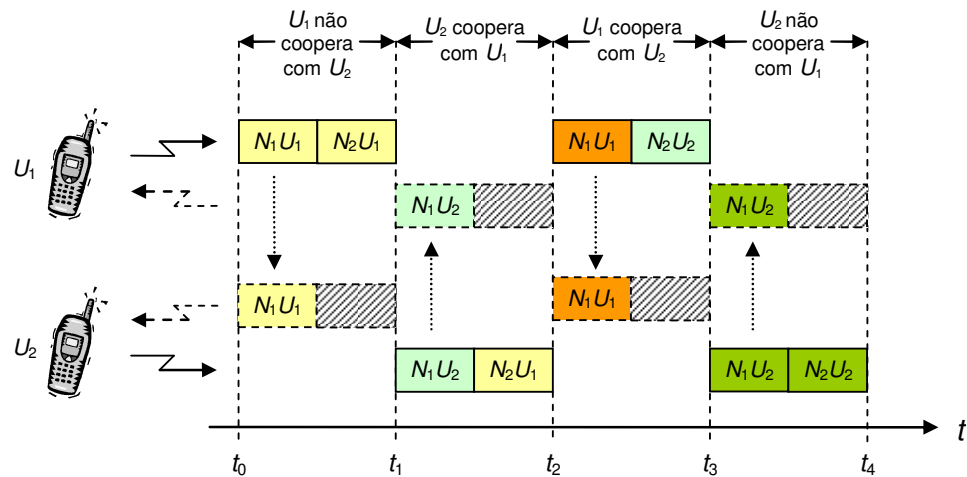 U₁ não
coopera
com U₂
U₂ coopera
com U₁
U₁ coopera
com U₂
U₂ não
coopera
com U₁
U₁
N₁U₁ N₂U₁
N₁U₁ N₂U₂
N₁U₂
N₁U₂
N₁U₁
N₁U₁
U₂
N₁U₂ N₂U₁
N₁U₂ N₂U₂
t
t₀ t₁ t₂ t₃ t₄